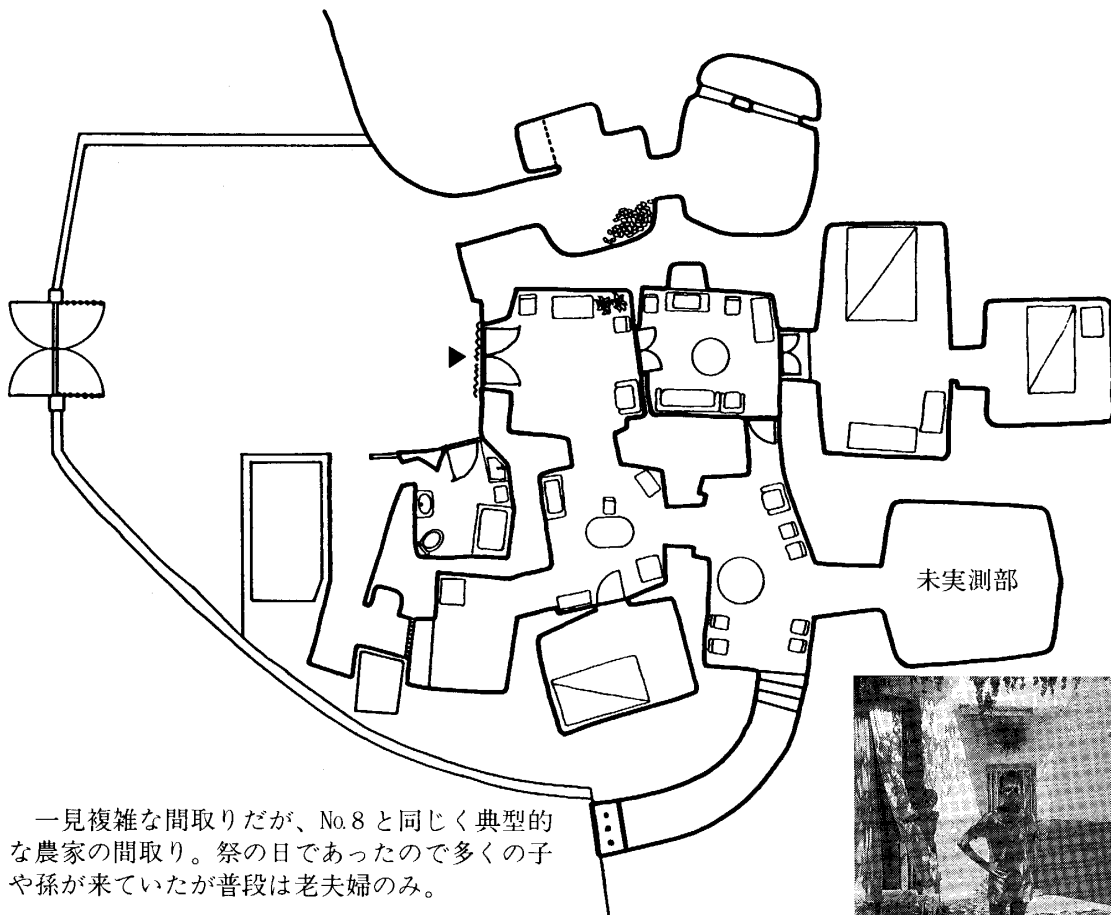 未実測部
一見複雑な間取りだが、No.8と同じく典型的
な農家の間取り。祭の日であったので多くの子
や孫が来ていたが普段は老夫婦のみ。